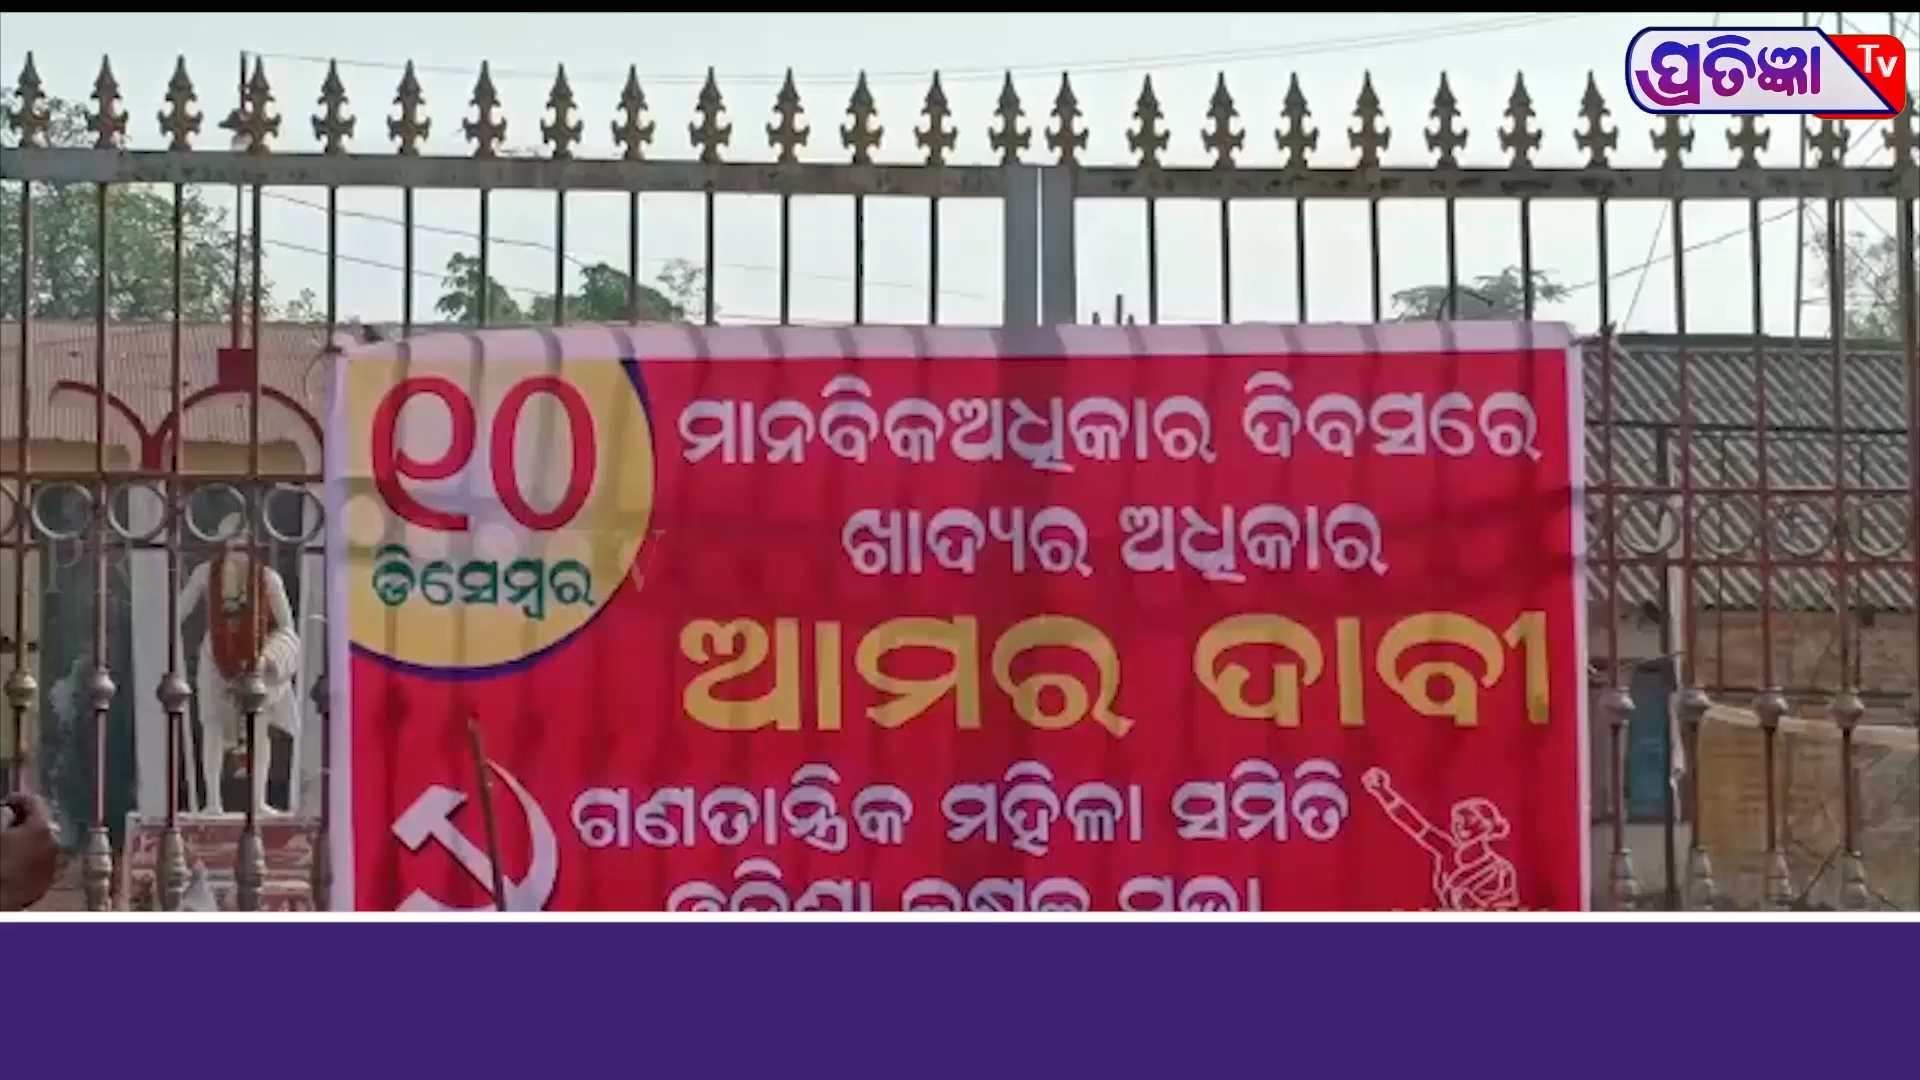 ପ୍ରତିଜ୍ଞା Tv
୧୦
ଡିସେମ୍ବର
ମାନବିକଅଧିକାର ଦିବସରେ
ଖାଦ୍ୟର ଅଧିକାର
ଆମର ଦାବୀ
ଗଣତାନ୍ତ୍ରିକ ମହିଳା ସମିତି